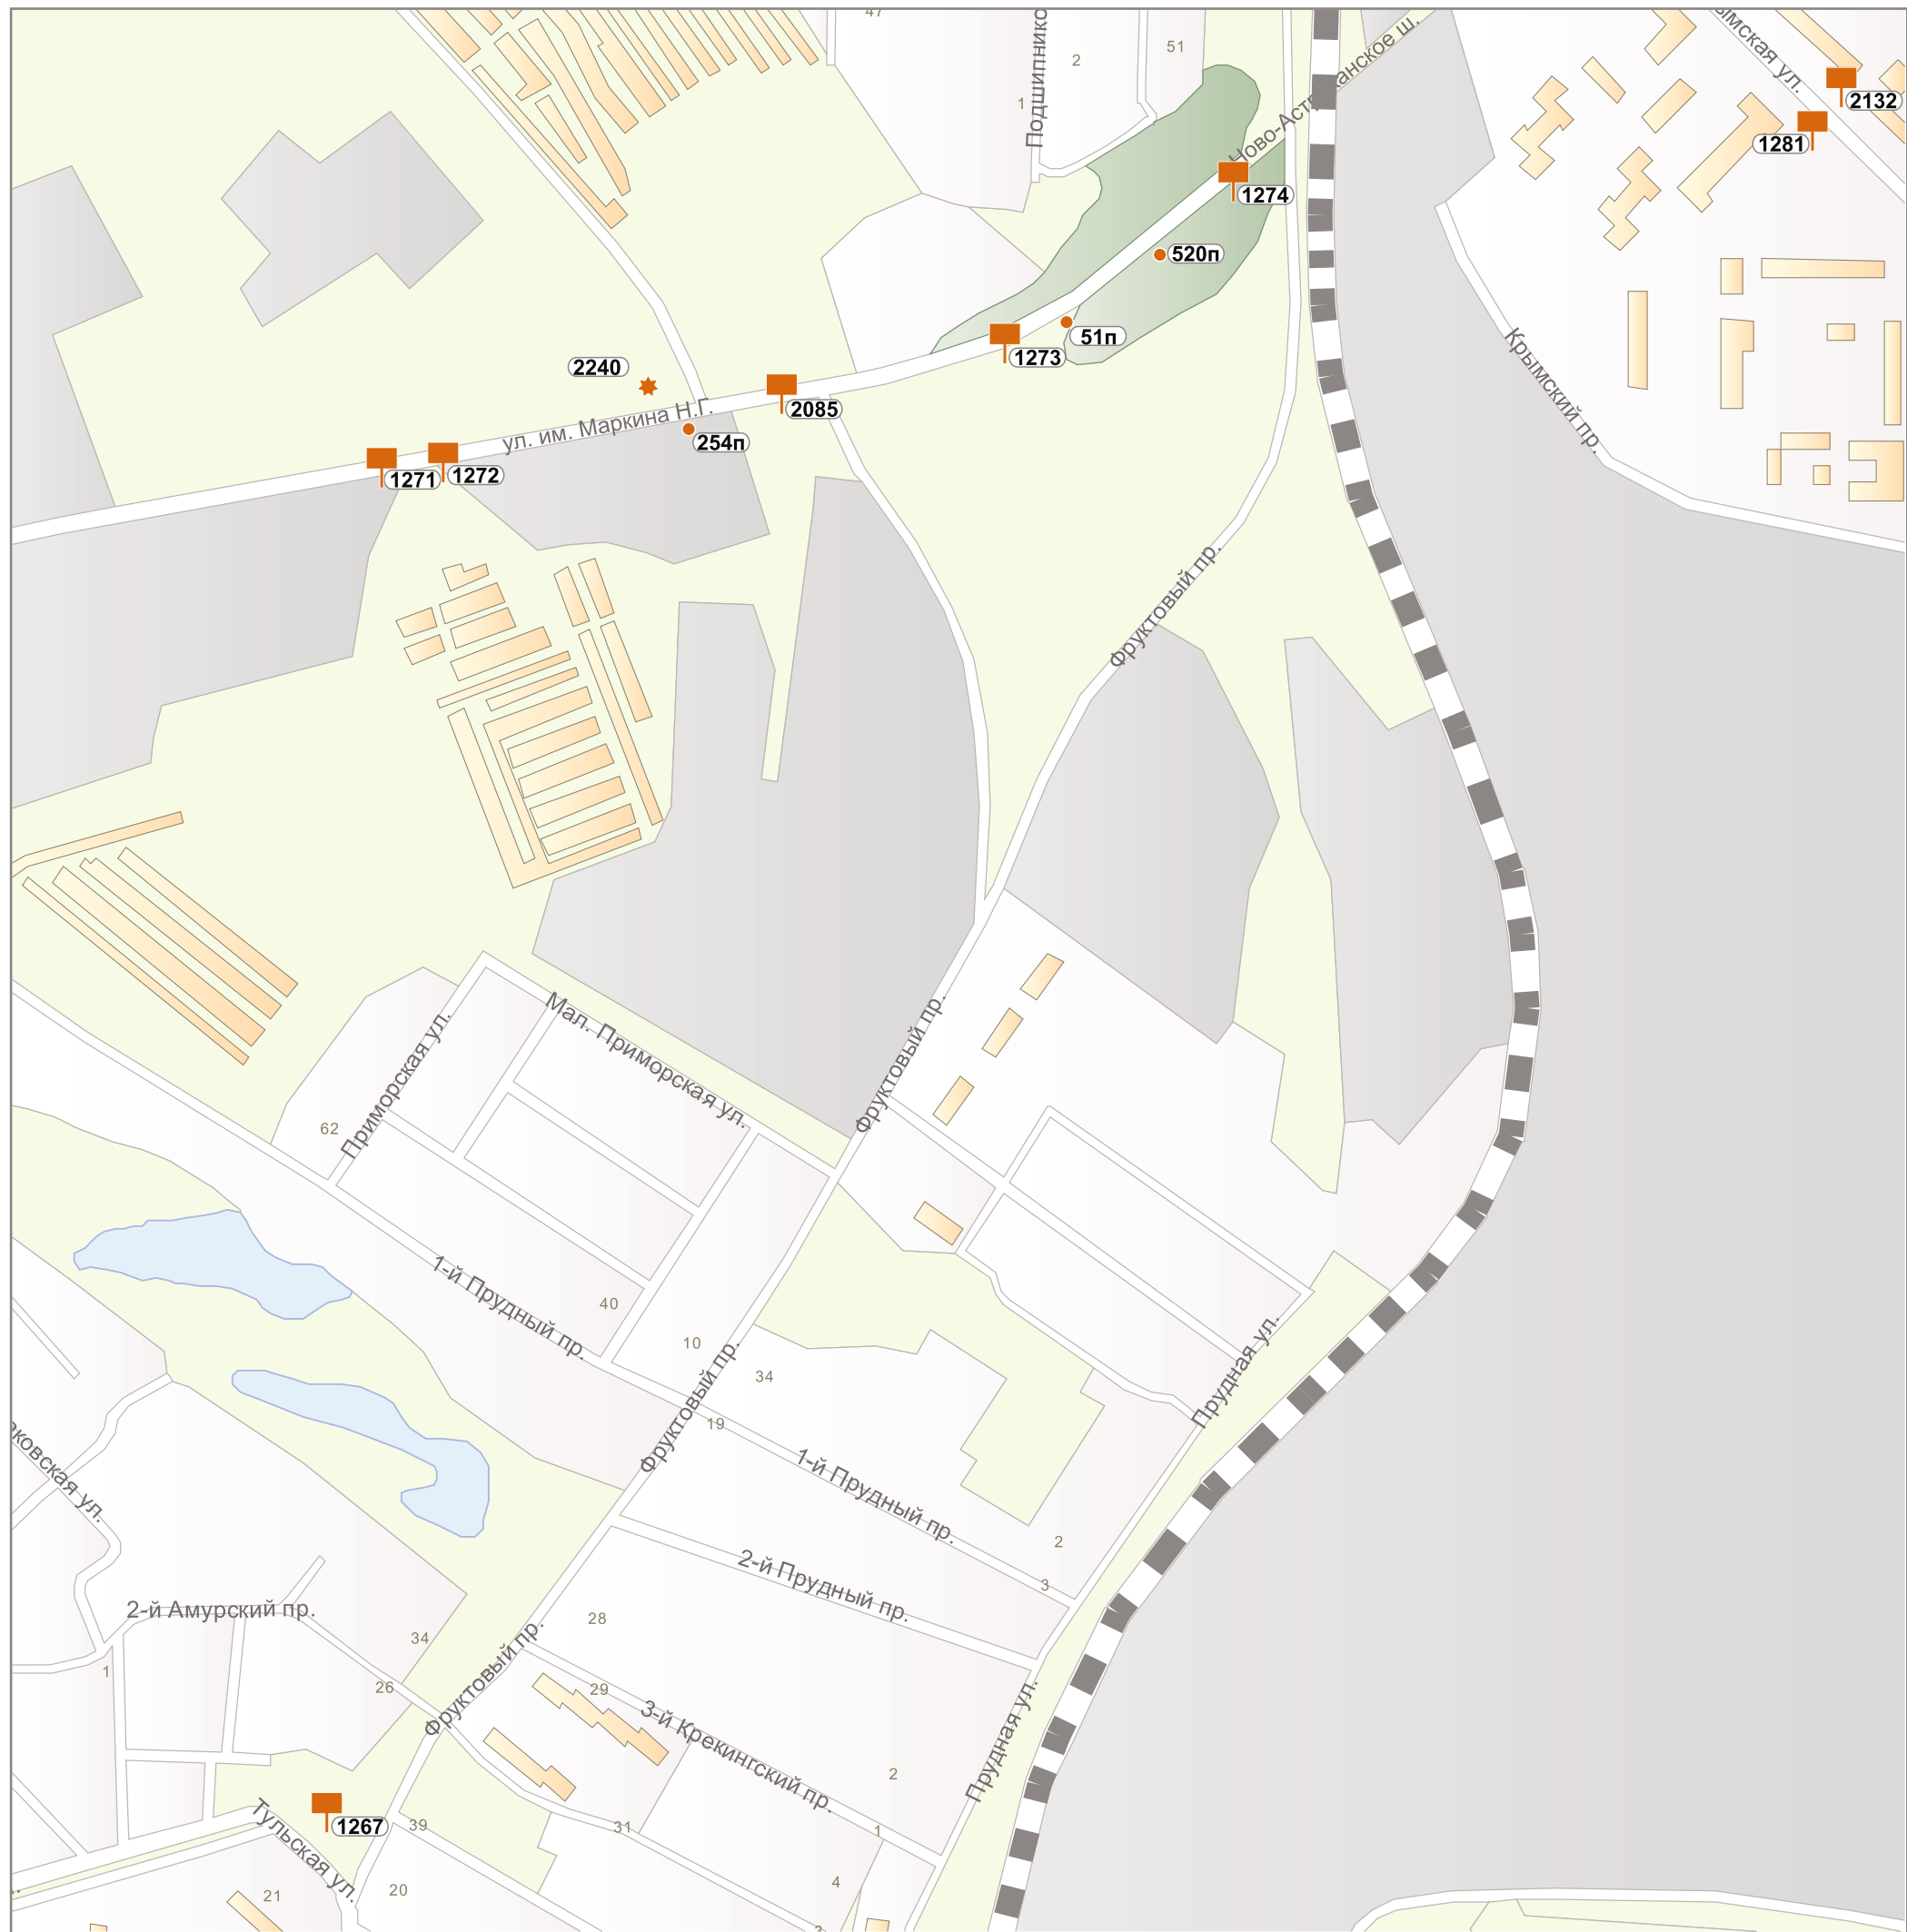 47
2
51
1
Подшипнико
Ново-Астраханское ш.
ымская ул.
2132
1281
1274
520п
51п
1273
2240
2085
ул. им. Маркина Н.Г.
254п
1271
1272
Крымский пр.
Фруктовый пр.
Мал. Приморская ул.
Приморская ул.
Фруктовый пр.
62
1-й Прудный пр.
40
10
34
Фруктовый пр.
19
Прудная ул.
1-й Прудный пр.
2
3
ковская ул.
2-й Прудный пр.
2-й Амурский пр.
28
34
1
26
Фруктовый пр.
29
3-й Крекингский пр.
Прудная ул.
2
1267
Тульская ул.
39
31
1
4
21
20
3